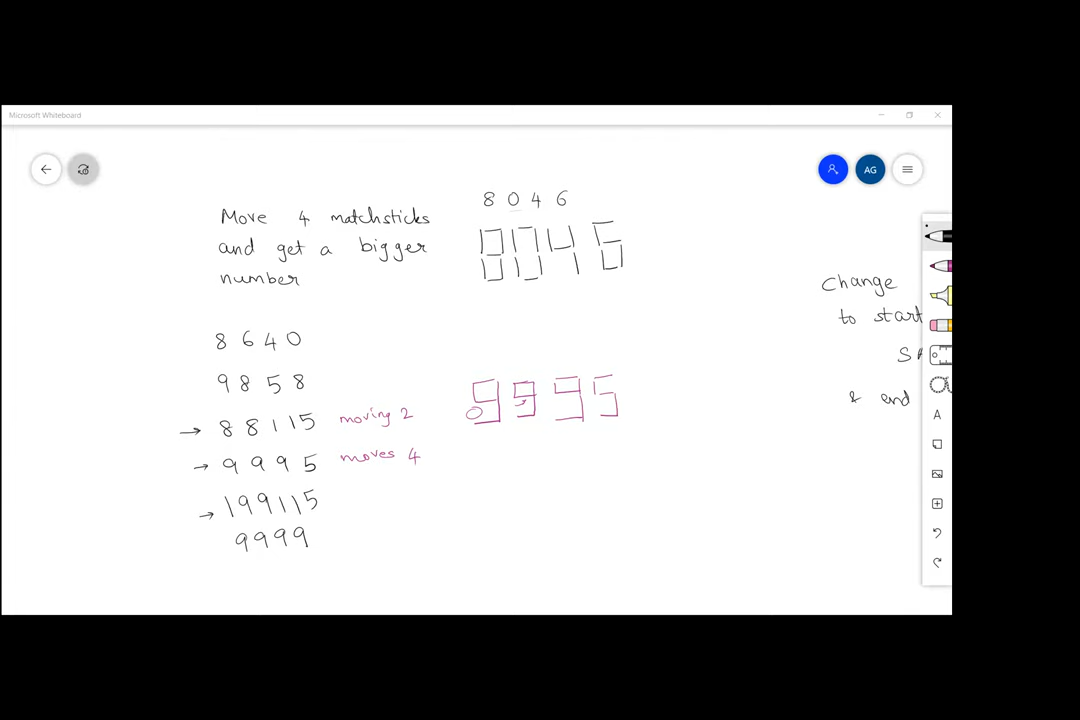 Microsoft Whiteboard
AG
8 0 4 6
Move 4 matchsticks
and get a bigger
number
8046
Change
to start
8 6 4 0
9 8 5 8
& end
8 8 1 1 5 moving 2
9995
9 9 9 5 moves 4
A
1 9 9 1 1 5
9 9 9 9